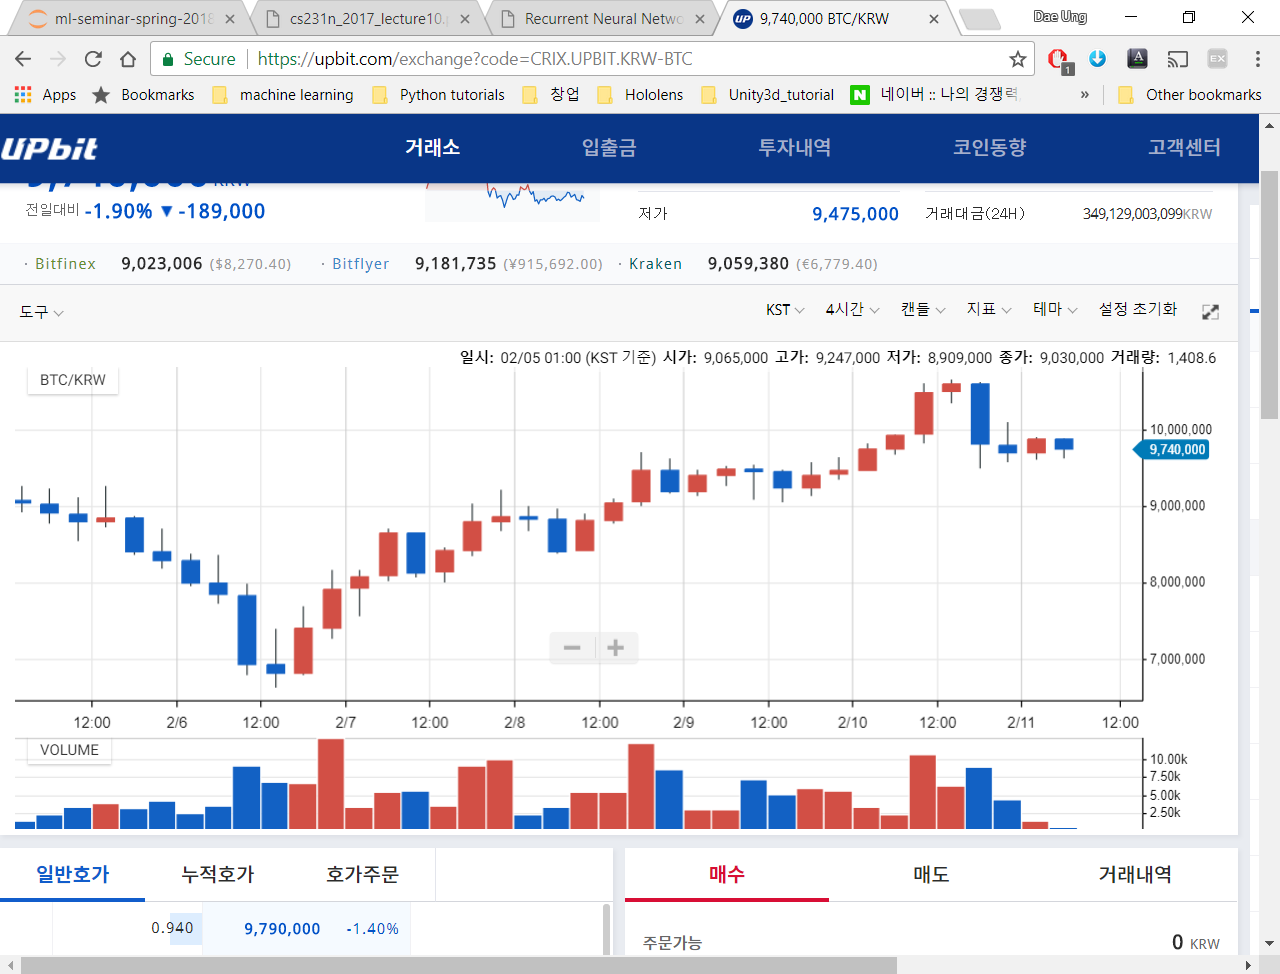 ml-seminar-spring-2018
cs231n_2017_lecture10.p
Recurrent Neural Netwo
9,740,000 BTC/KRW
Dae Ung
Secure
https://upbit.com/exchange?code=CRIX.UPBIT.KRW-BTC
1
A
EX
Apps
Bookmarks
machine learning
Python tutorials
창업
Hololens
Unity3d_tutorial
N 네이버 :: 나의 경쟁력
»
Other bookmarks
UPbit
거래소
입출금
투자내역
코인동향
고객센터
전일대비 -1.90% ▼ -189,000
저가 9,475,000
거래대금(24H) 349,129,003,099KRW
· Bitfinex 9,023,006 ($8,270.40) · Bitflyer 9,181,735 (¥915,692.00) · Kraken 9,059,380 (€6,779.40)
도구
KST
4시간
캔들
지표
테마
설정 초기화
일시: 02/05 01:00 (KST 기준) 시가: 9,065,000 고가: 9,247,000 저가: 8,909,000 종가: 9,030,000 거래량: 1,408.6
BTC/KRW
10,000,000
9,740,000
9,000,000
8,000,000
7,000,000
12:00 2/6 12:00 2/7 12:00 2/8 12:00 2/9 12:00 2/10 12:00 2/11 12:00
VOLUME
10.00k
7.50k
5.00k
2.50k
일반호가
누적호가
호가주문
매수
매도
거래내역
0.940
9,790,000
-1.40%
주문가능
0 KRW